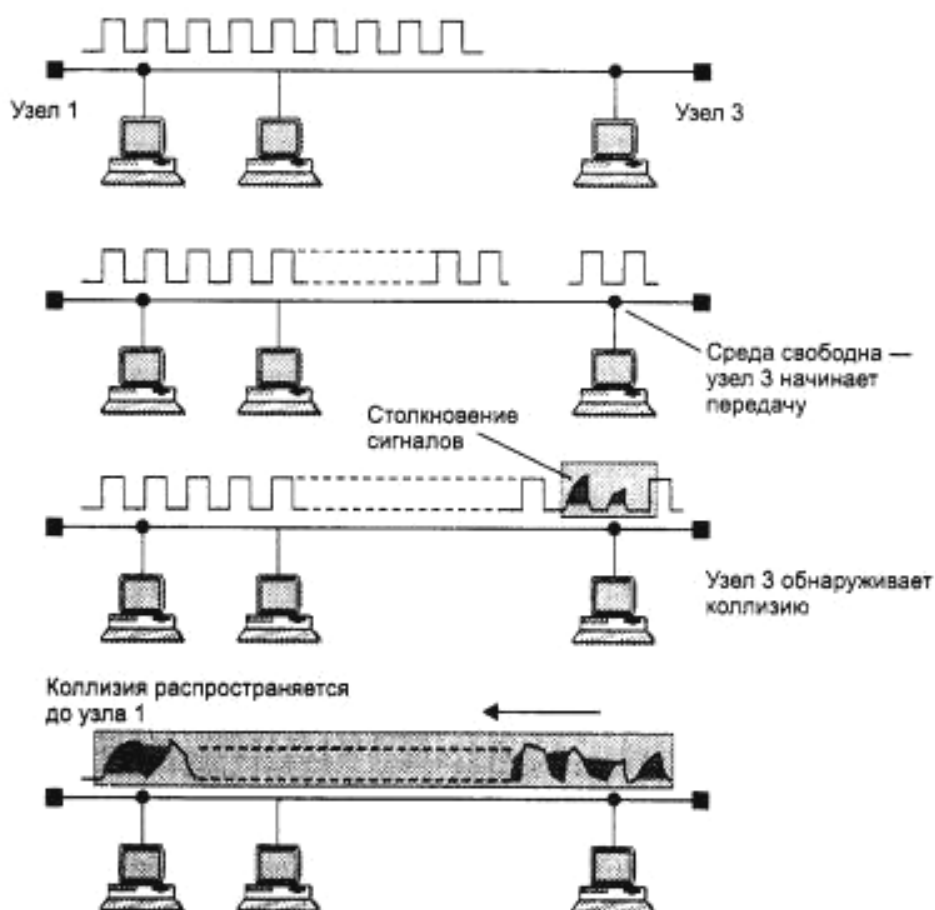 Узел 1
Узел 3
Среда свободна —
узел 3 начинает
передачу
Столкновение
сигналов
Узел 3 обнаруживает
коллизию
Коллизия распространяется
до узла 1